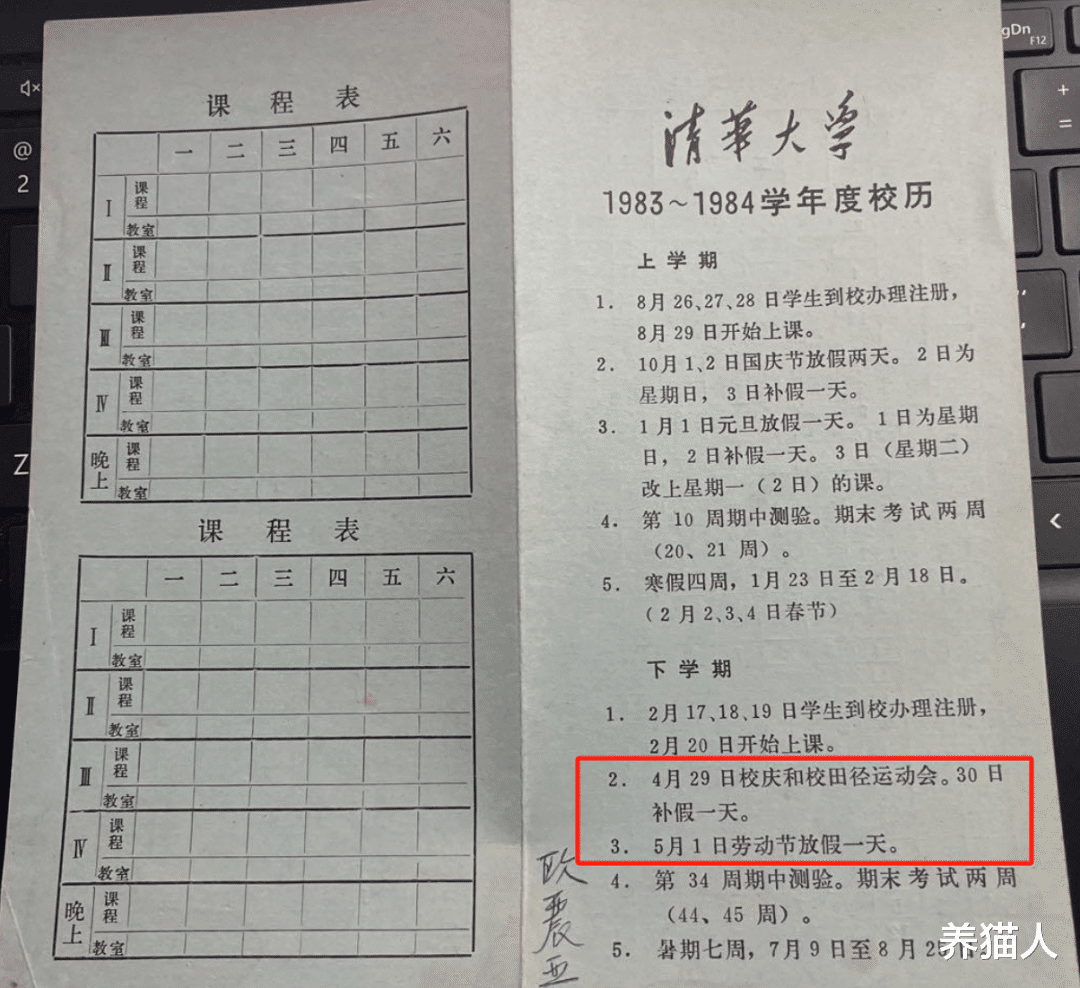 课程表
一 二 三 四 五 六
Ⅰ 课程
教室
Ⅱ 课程
教室
Ⅲ 课程
教室
Ⅳ 课程
教室
晚上 课程
教室
课程表
一 二 三 四 五 六
Ⅰ 课程
教室
Ⅱ 课程
教室
Ⅲ 课程
教室
Ⅳ 课程
教室
晚上 课程
教室
清華大学
1983~1984学年度校历
上学期
1. 8月26、27、28日学生到校办理注册,
8月29日开始上课。
2. 10月1、2日国庆节放假两天。2日为
星期日,3日补假一天。
3. 1月1日元旦放假一天。1日为星期
日,2日补假一天。3日(星期二)
改上星期一(2日)的课。
4. 第10周期中测验。期末考试两周
(20、21周)。
5. 寒假四周,1月23日至2月18日。
(2月2、3、4日春节)
下学期
1. 2月17、18、19日学生到校办理注册,
2月20日开始上课。
2. 4月29日校庆和校田径运动会。30日
补假一天。
3. 5月1日劳动节放假一天。
4. 第34周期中测验。期末考试两周
(44、45周)。
5. 暑期七周,7月9日至8月2
欧震亚
养猫人
gDn
F12
+
=
@
2
Z
<